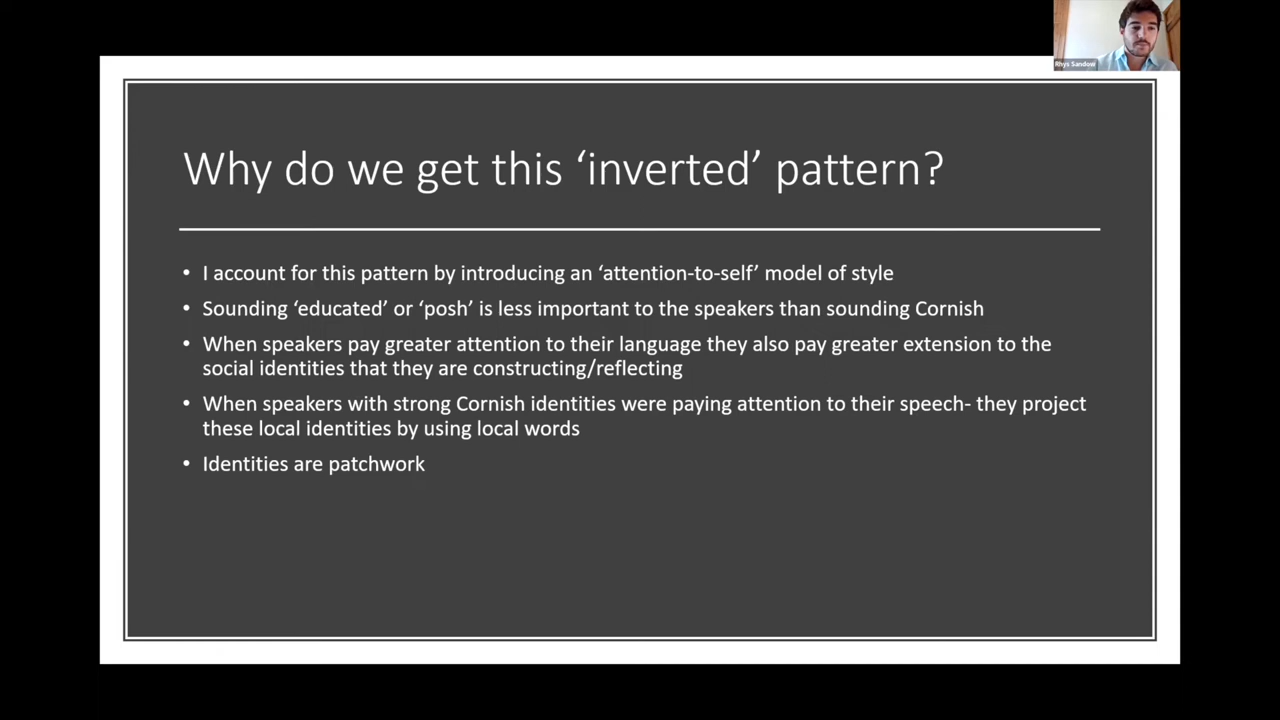 Rhys Sandow
Why do we get this ‘inverted’ pattern?
• I account for this pattern by introducing an ‘attention-to-self’ model of style
• Sounding ‘educated’ or ‘posh’ is less important to the speakers than sounding Cornish
• When speakers pay greater attention to their language they also pay greater extension to the
social identities that they are constructing/reflecting
• When speakers with strong Cornish identities were paying attention to their speech- they project
these local identities by using local words
• Identities are patchwork